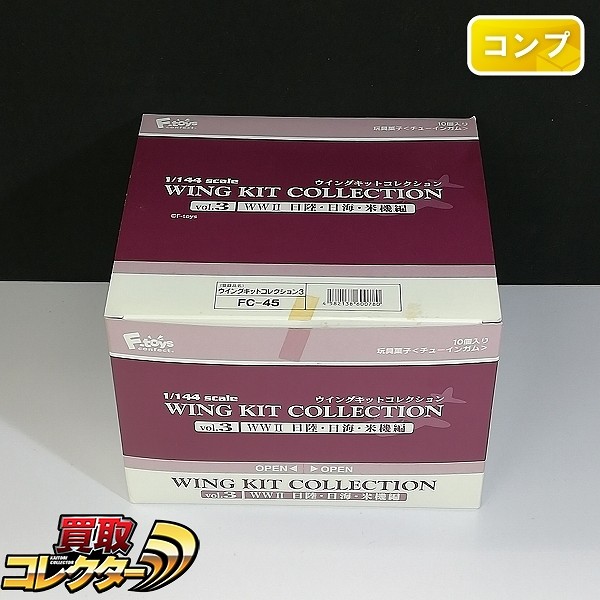 コンプ
F-toys
confect.
10個入り
玩具菓子<チューインガム>
1/144 scale
ウイングキットコレクション
WING KIT COLLECTION
vol.3 WWⅡ 日陸・日海・米機編
©F-toys
ウイングキットコレクション3
FC-45
4582138600780
F-toys
confect.
10個入り
玩具菓子<チューインガム>
1/144 scale
ウイングキットコレクション
WING KIT COLLECTION
vol.3 WWⅡ 日陸・日海・米機編
OPEN◀ ▶OPEN
WING KIT COLLECTION
vol.3 WWⅡ 日陸・日海・米機編
買取
KAITORI COLLECTOR
コレクター